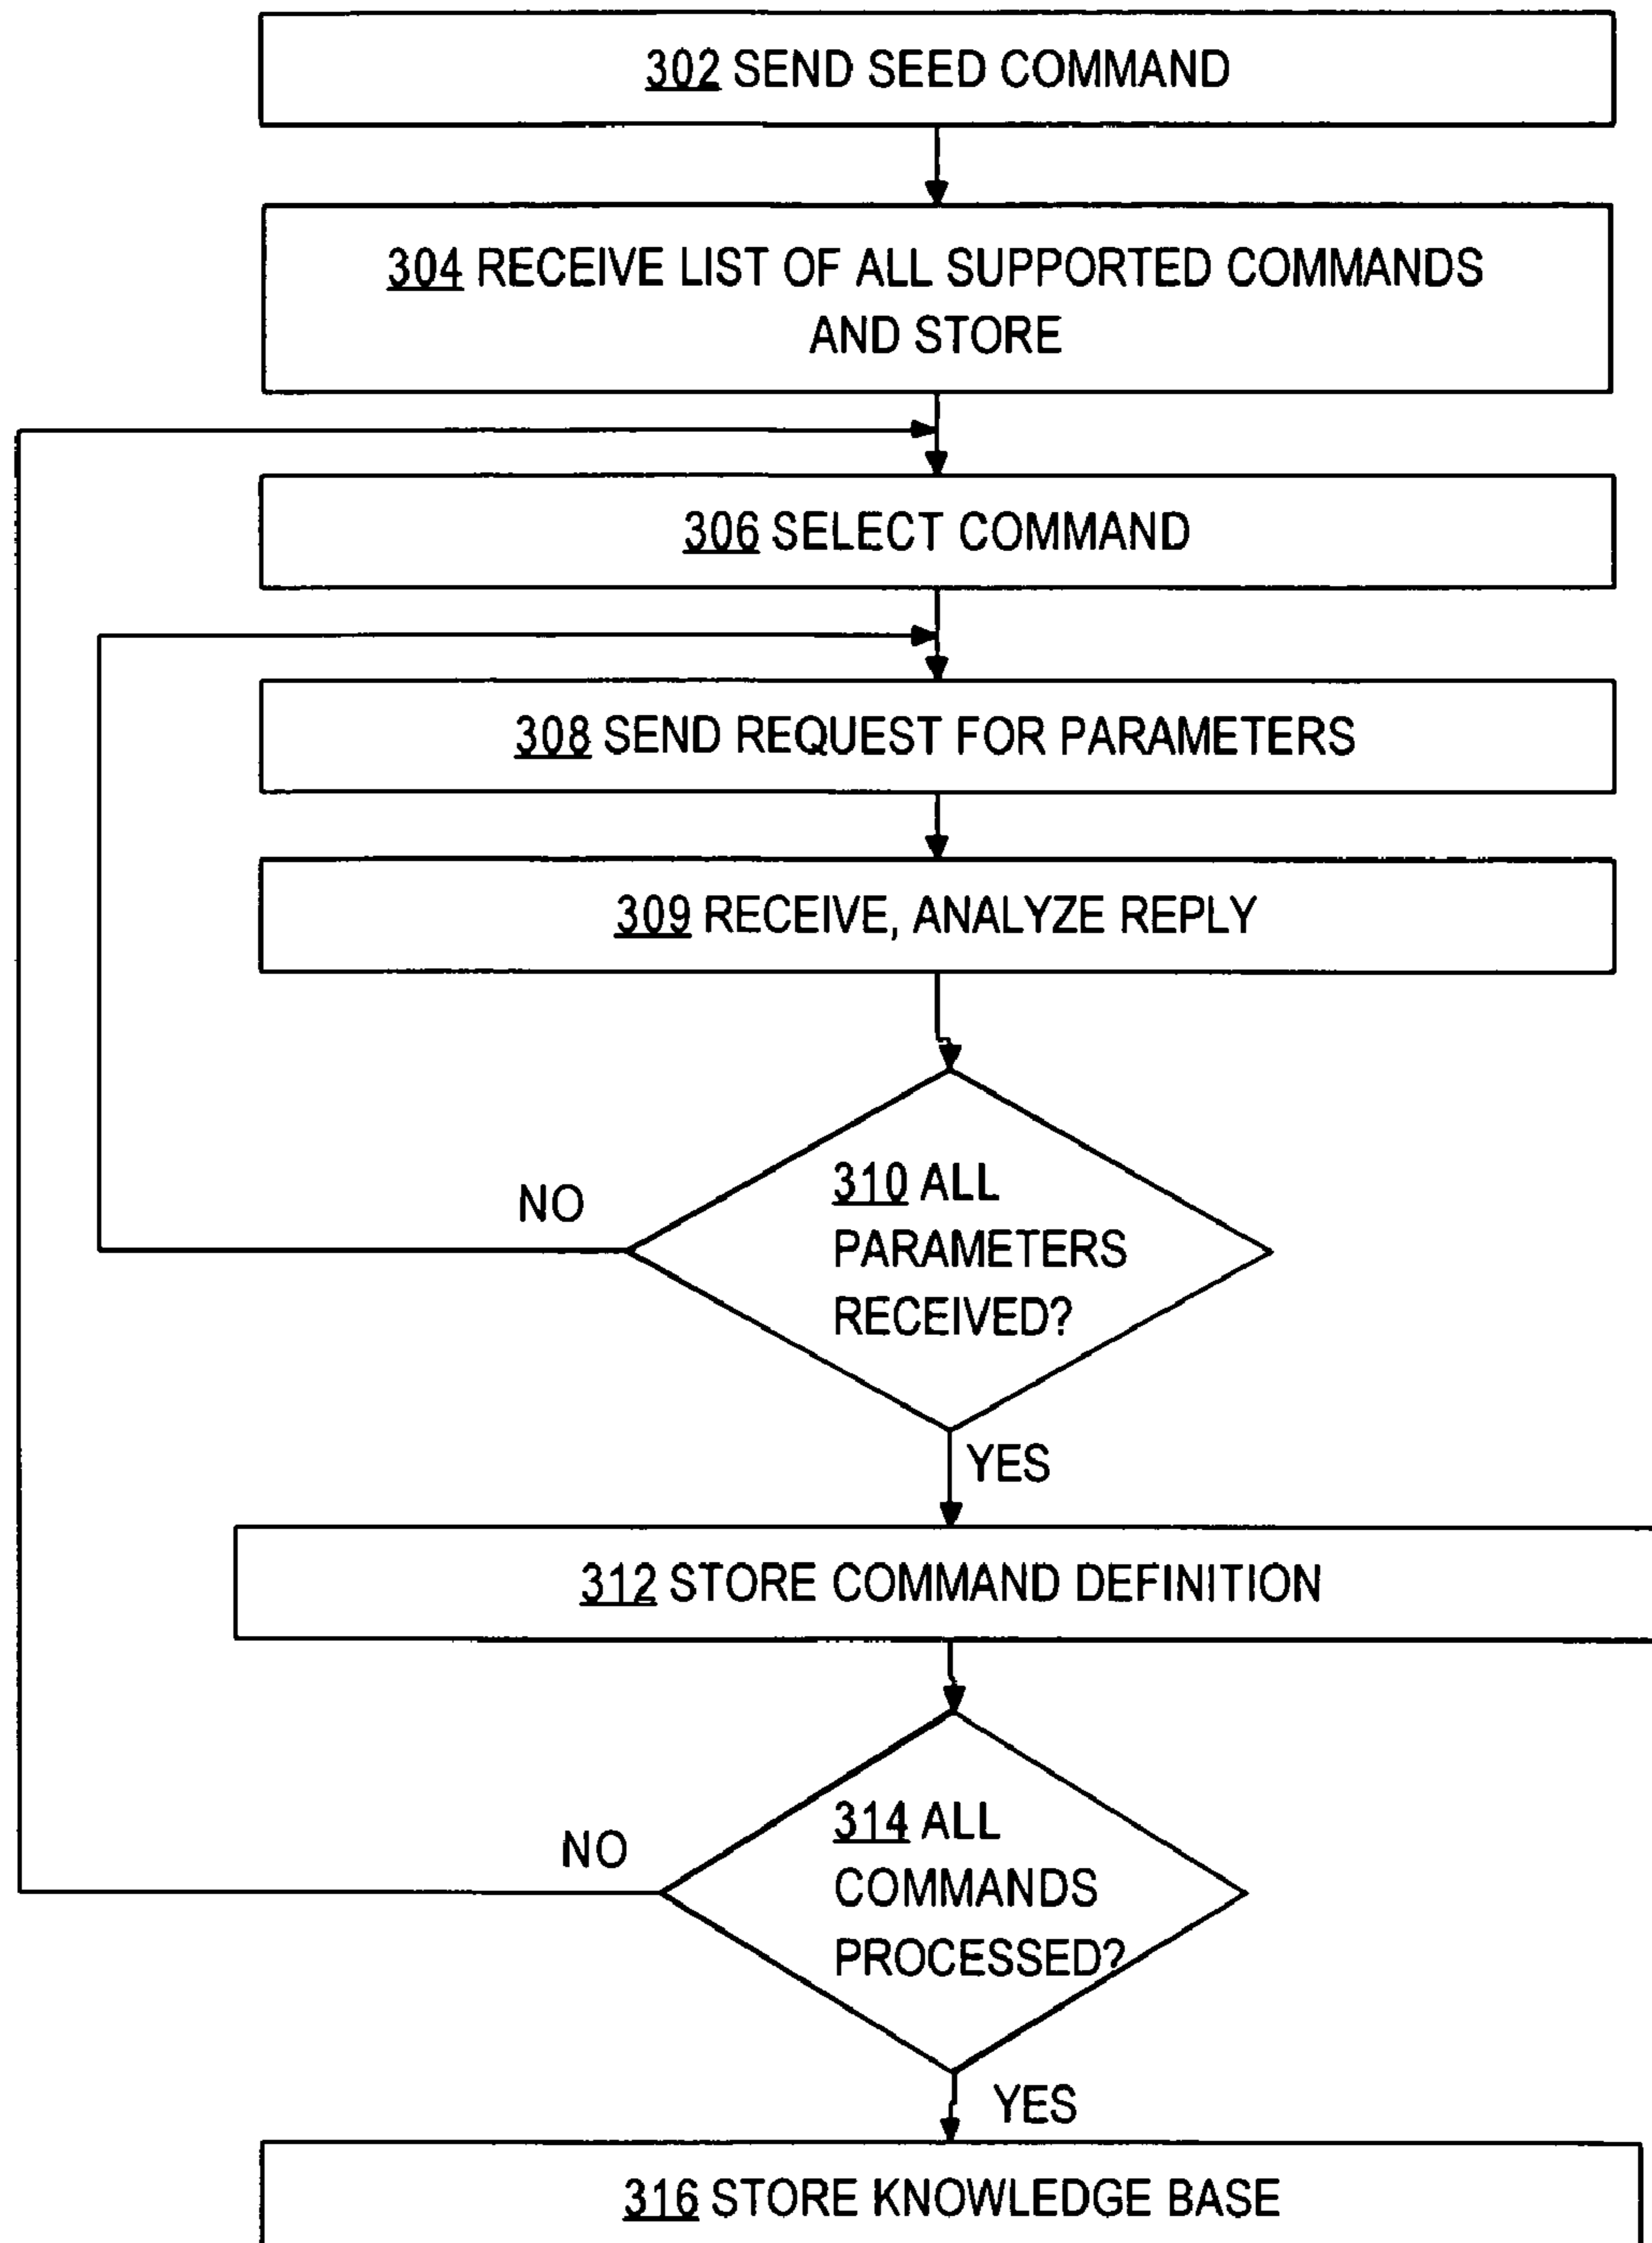 302 SEND SEED COMMAND
304 RECEIVE LIST OF ALL SUPPORTED COMMANDS
AND STORE
306 SELECT COMMAND
308 SEND REQUEST FOR PARAMETERS
309 RECEIVE, ANALYZE REPLY
310 ALL
PARAMETERS
RECEIVED?
NO
YES
312 STORE COMMAND DEFINITION
314 ALL
COMMANDS
PROCESSED?
NO
YES
316 STORE KNOWLEDGE BASE